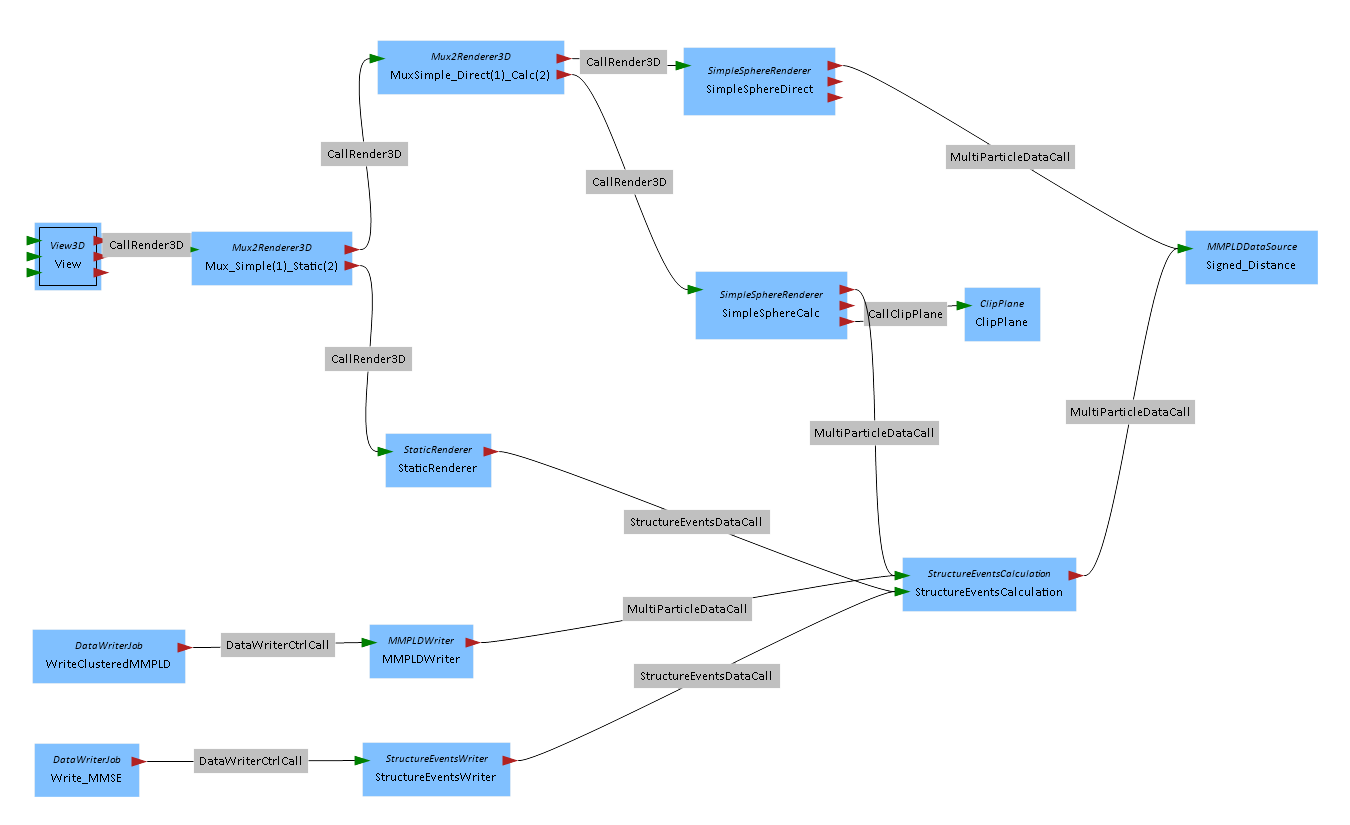 Mux2Renderer3D
MuxSimple_Direct(1)_Calc(2)
CallRender3D
SimpleSphereRenderer
SimpleSphereDirect
CallRender3D
MultiParticleDataCall
CallRender3D
View3D
View
CallRender3D
Mux2Renderer3D
Mux_Simple(1)_Static(2)
MMPLDDataSource
Signed_Distance
SimpleSphereRenderer
SimpleSphereCalc
CallClipPlane
ClipPlane
ClipPlane
CallRender3D
MultiParticleDataCall
MultiParticleDataCall
StaticRenderer
StaticRenderer
StructureEventsDataCall
StructureEventsCalculation
StructureEventsCalculation
MultiParticleDataCall
DataWriterJob
WriteClusteredMMPLD
DataWriterCtrlCall
MMPLDWriter
MMPLDWriter
StructureEventsDataCall
DataWriterJob
Write_MMSE
DataWriterCtrlCall
StructureEventsWriter
StructureEventsWriter